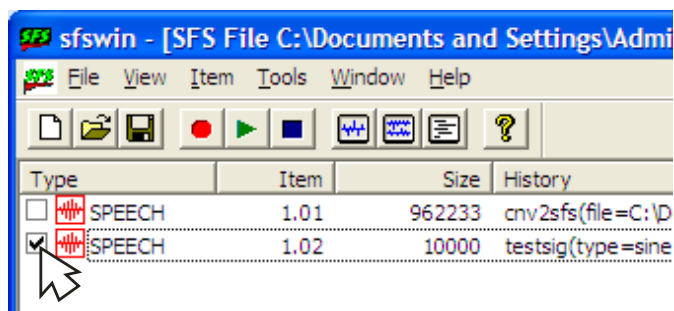 SFS sfswin - [SFS File C:\Documents and Settings\Admi
SFS File View Item Tools Window Help
?
Type Item Size History
SPEECH 1.01 962233 cnv2sfs(file=C:\D
SPEECH 1.02 10000 testsig(type=sine